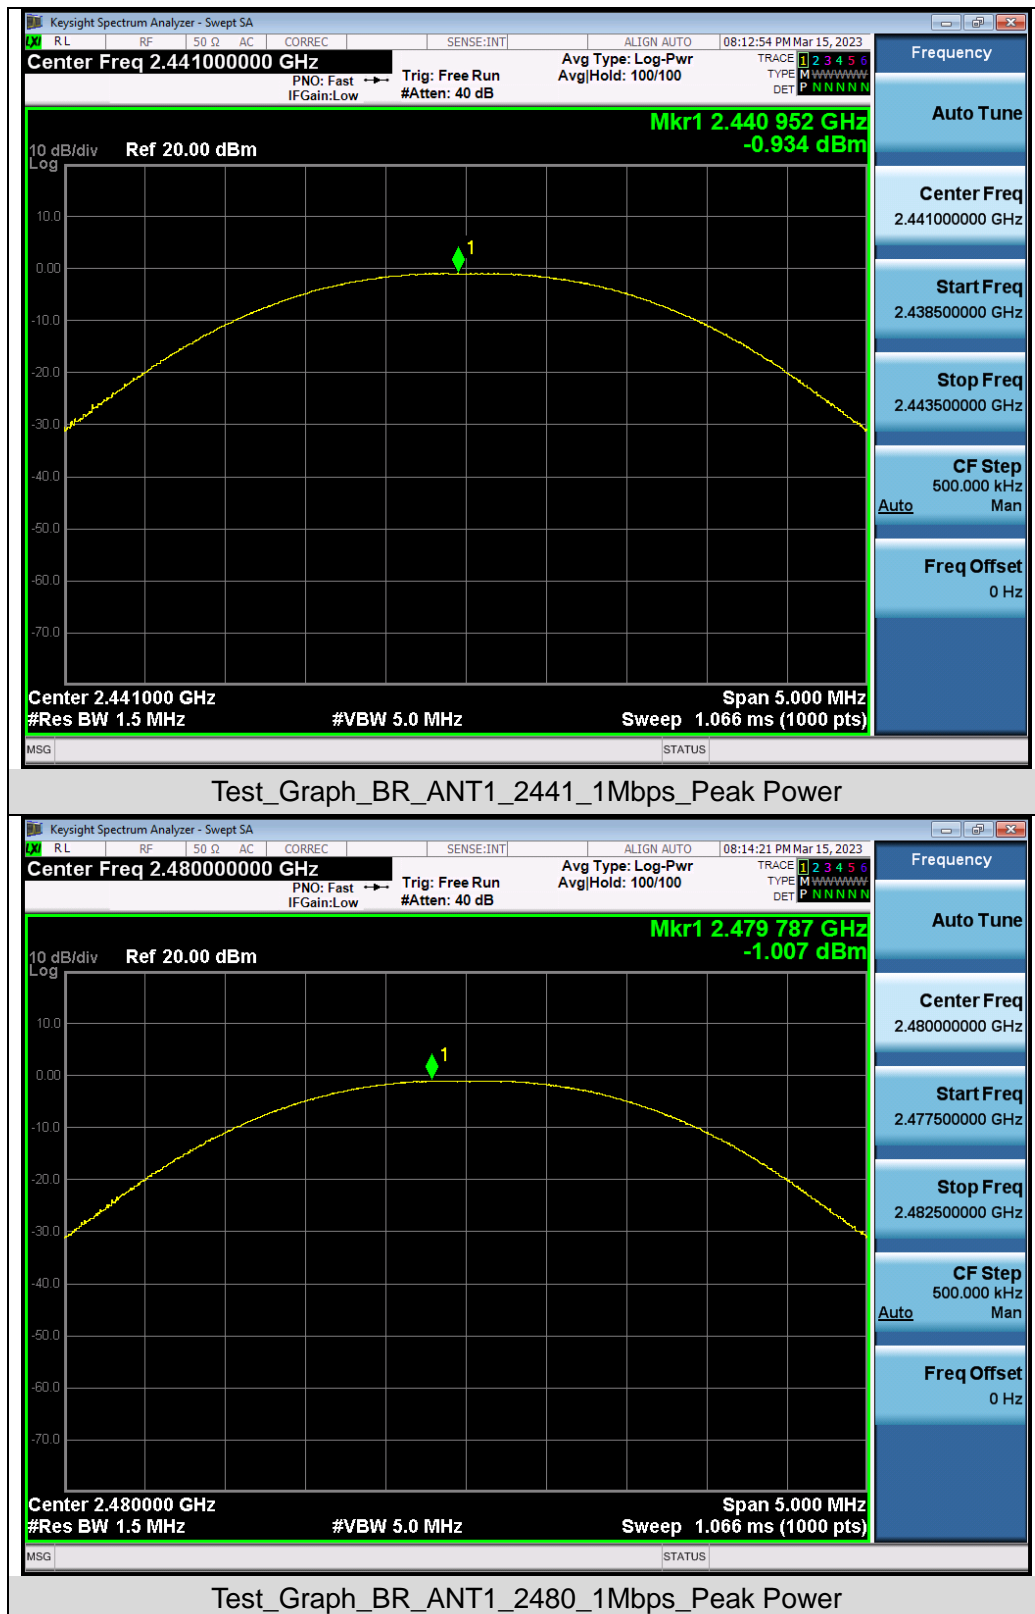 Keysight Spectrum Analyzer - Swept SA
LXI RL RF 50 Ω AC CORREC SENSE:INT ALIGN AUTO 08:12:54 PM Mar 15, 2023
Center Freq 2.441000000 GHz
PNO: Fast
IFGain:Low
Trig: Free Run
#Atten: 40 dB
Avg Type: Log-Pwr
Avg|Hold: 100/100
TRACE 1 2 3 4 5 6
TYPE M WWWWW
DET P N N N N N
Mkr1 2.440 952 GHz
-0.934 dBm
10 dB/div
Log
Ref 20.00 dBm
1
10.0
0.00
-10.0
-20.0
-30.0
-40.0
-50.0
-60.0
-70.0
Center 2.441000 GHz
Span 5.000 MHz
#Res BW 1.5 MHz
#VBW 5.0 MHz
Sweep 1.066 ms (1000 pts)
MSG
STATUS
Frequency
Auto Tune
Center Freq
2.441000000 GHz
Start Freq
2.438500000 GHz
Stop Freq
2.443500000 GHz
CF Step
500.000 kHz
Auto Man
Freq Offset
0 Hz
Test_Graph_BR_ANT1_2441_1Mbps_Peak Power
Keysight Spectrum Analyzer - Swept SA
LXI RL RF 50 Ω AC CORREC SENSE:INT ALIGN AUTO 08:14:21 PM Mar 15, 2023
Center Freq 2.480000000 GHz
PNO: Fast
IFGain:Low
Trig: Free Run
#Atten: 40 dB
Avg Type: Log-Pwr
Avg|Hold: 100/100
TRACE 1 2 3 4 5 6
TYPE M WWWWW
DET P N N N N N
Mkr1 2.479 787 GHz
-1.007 dBm
10 dB/div
Log
Ref 20.00 dBm
1
10.0
0.00
-10.0
-20.0
-30.0
-40.0
-50.0
-60.0
-70.0
Center 2.480000 GHz
Span 5.000 MHz
#Res BW 1.5 MHz
#VBW 5.0 MHz
Sweep 1.066 ms (1000 pts)
MSG
STATUS
Frequency
Auto Tune
Center Freq
2.480000000 GHz
Start Freq
2.477500000 GHz
Stop Freq
2.482500000 GHz
CF Step
500.000 kHz
Auto Man
Freq Offset
0 Hz
Test_Graph_BR_ANT1_2480_1Mbps_Peak Power